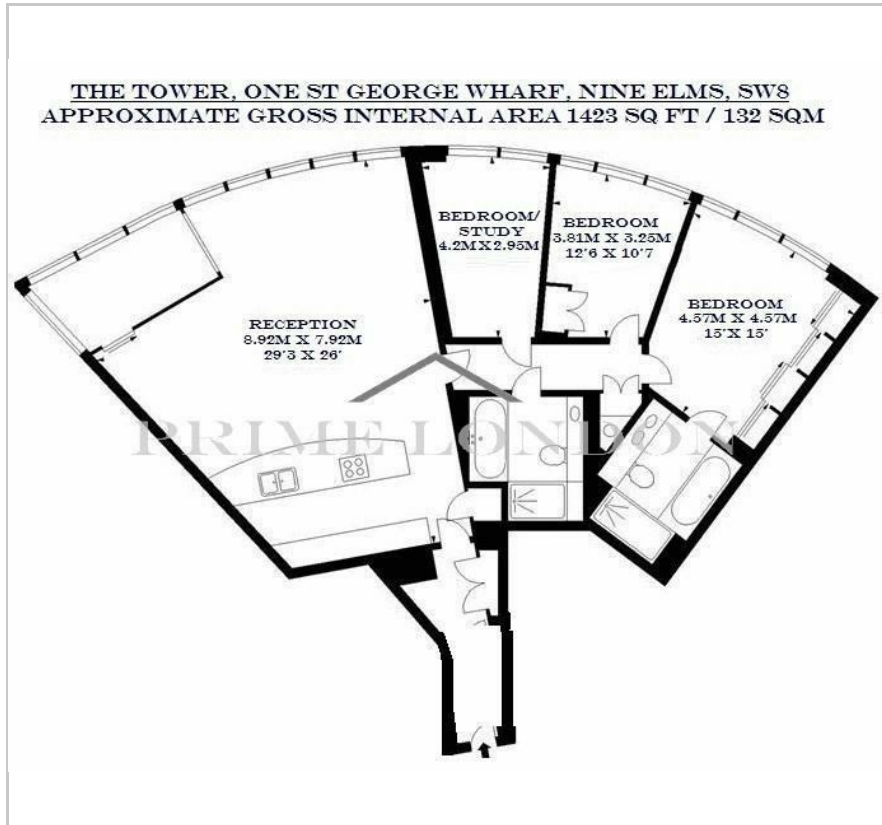 THE TOWER, ONE ST GEORGE WHARF, NINE ELMS, SW8
APPROXIMATE GROSS INTERNAL AREA 1423 SQ FT / 132 SQM
BEDROOM/
STUDY
4.2M X 2.95M
BEDROOM
3.81M X 3.25M
12'6 X 10'7
BEDROOM
4.57M X 4.57M
15' X 15'
RECEPTION
8.92M X 7.92M
29'3 X 26'
PRIME LONDON